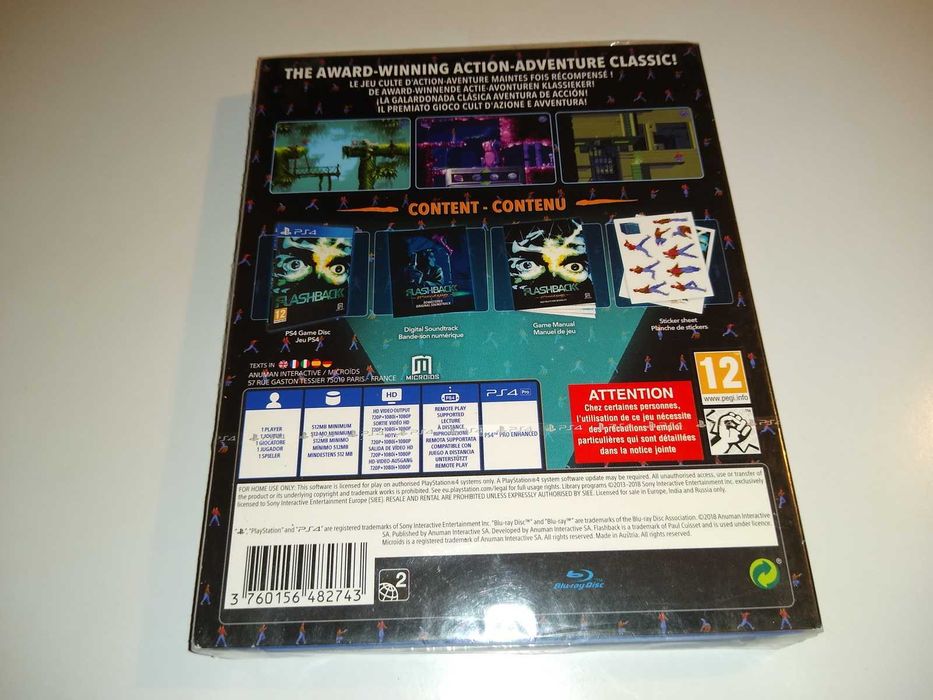 THE AWARD-WINNING ACTION-ADVENTURE CLASSIC!
LE JEU CULTE D'ACTION-AVENTURE MAINTES FOIS RÉCOMPENSÉ !
DE AWARD-WINNENDE ACTIE-AVONTUREN KLASSIEKER!
¡LA GALARDONADA CLÁSICA AVENTURA DE ACCIÓN!
IL PREMIATO GIOCO CULT D'AZIONE E AVVENTURA!
CONTENT - CONTENU
PS4
FLASHBACK
12
FLASHBACK
ORIGINAL SOUNDTRACK
FLASHBACK
PS4 Game Disc
Jeu PS4
Digital Soundtrack
Bande-son numérique
Game Manual
Manuel de jeu
Sticker sheet
Planche de stickers
TEXTS IN
ANUMAN INTERACTIVE / MICROÏDS
57 RUE GASTON TESSIER 75019 PARIS - FRANCE
MICROIDS
1 PLAYER
1 JOUEUR
1 GIOCATORE
1 JUGADOR
1 SPIELER
512MB MINIMUM
512 MO MINIMUM
512MB MINIMO
MÍNIMO 512MB
MINDESTENS 512 MB
HD
HD VIDEO OUTPUT
720P•1080i•1080P
SORTIE VIDÉO HD
720P•1080i•1080P
HDTV
720P•1080i•1080P
SALIDA DE VÍDEO HD
720P•1080i•1080P
HD-VIDEO-AUSGANG
720P•1080i•1080P
PS4
REMOTE PLAY
SUPPORTED
LECTURE
À DISTANCE
RIPRODUZIONE
REMOTA SUPPORTATA
COMPATIBLE CON
JUEGO A DISTANCIA
UNTERSTÜTZT
REMOTE PLAY
PS4 Pro
PS4™ PRO ENHANCED
ATTENTION
Chez certaines personnes,
l'utilisation de ce jeu nécessite
des précautions d'emploi
particulières qui sont détaillées
dans la notice jointe
12
www.pegi.info
FOR HOME USE ONLY: This software is licensed for play on authorised PlayStation®4 systems only. A PlayStation®4 system software update may be required. All unauthorised access, use or transfer of
the product or its underlying copyright and trademark works is prohibited. See eu.playstation.com/legal for full usage rights. Library programs ©2013-2018 Sony Interactive Entertainment Inc. exclusively
licensed to Sony Interactive Entertainment Europe (SIEE). RESALE AND RENTAL ARE PROHIBITED UNLESS EXPRESSLY AUTHORISED BY SIEE. Licensed for sale in Europe, India and Russia only.
"PlayStation" and "PS4" are registered trademarks of Sony Interactive Entertainment Inc. "Blu-ray Disc™" and "Blu-ray™" are trademarks of the Blu-ray Disc Association. ©2018 Anuman Interactive
SA. Published by Anuman Interactive SA. Developed by Anuman Interactive SA. Flashback is a trademark of Paul Cuisset and is used under licence.
Microïds is a registered trademark of Anuman Interactive SA. All rights reserved. Made in Austria. All rights reserved.
3 760156 482743
2
Blu-ray Disc